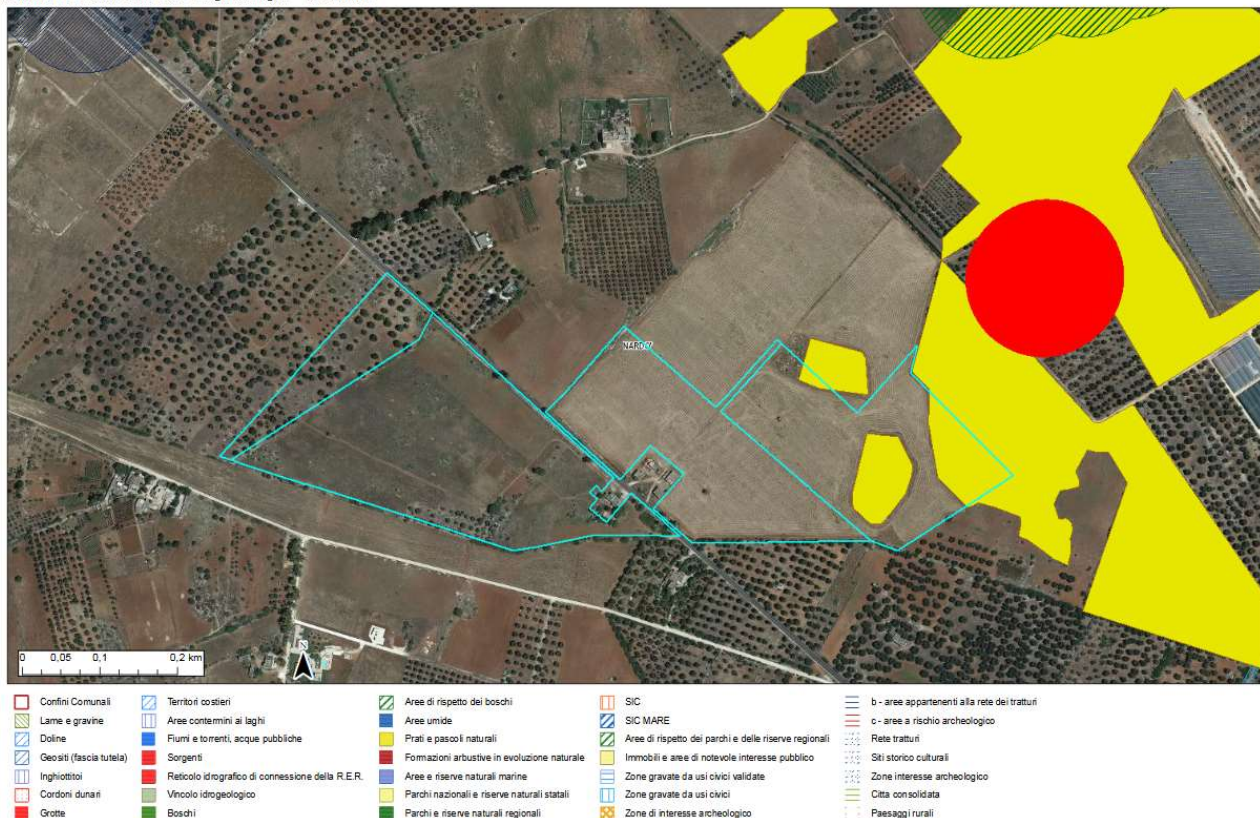 NARDO'
0 0,05 0,1 0,2 km
Confini Comunali
Lame e gravine
Doline
Geositi (fascia tutela)
Inghiottitoi
Cordoni dunari
Grotte
Territori costieri
Aree contermini ai laghi
Fiumi e torrenti, acque pubbliche
Sorgenti
Reticolo idrografico di connessione della R.E.R.
Vincolo idrogeologico
Boschi
Aree di rispetto dei boschi
Aree umide
Prati e pascoli naturali
Formazioni arbustive in evoluzione naturale
Aree e riserve naturali marine
Parchi nazionali e riserve naturali statali
Parchi e riserve naturali regionali
SIC
SIC MARE
Aree di rispetto dei parchi e delle riserve regionali
Immobili e aree di notevole interesse pubblico
Zone gravate da usi civici validate
Zone gravate da usi civici
Zone di interesse archeologico
b - aree appartenenti alla rete dei tratturi
c - aree a rischio archeologico
Rete tratturi
Siti storico culturali
Zone interesse archeologico
Citta consolidata
Paesaggi rurali